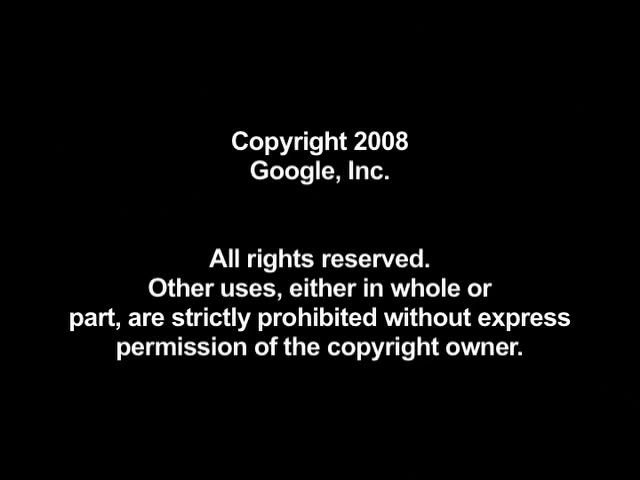 Copyright 2008
Google, Inc.
All rights reserved.
Other uses, either in whole or
part, are strictly prohibited without express
permission of the copyright owner.